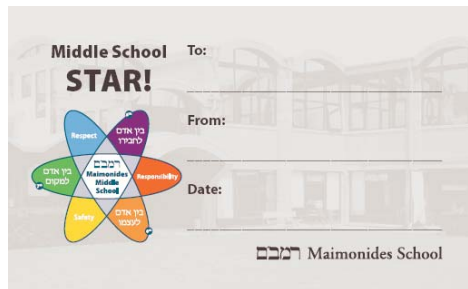 Middle School
STAR!
To:
From:
Date:
Respect
בין אדם
לחבירו
בין אדם
למקום
רמבם
Maimonides
Middle
School
Responsibility
Safety
בין אדם
לעצמו
רמבם Maimonides School